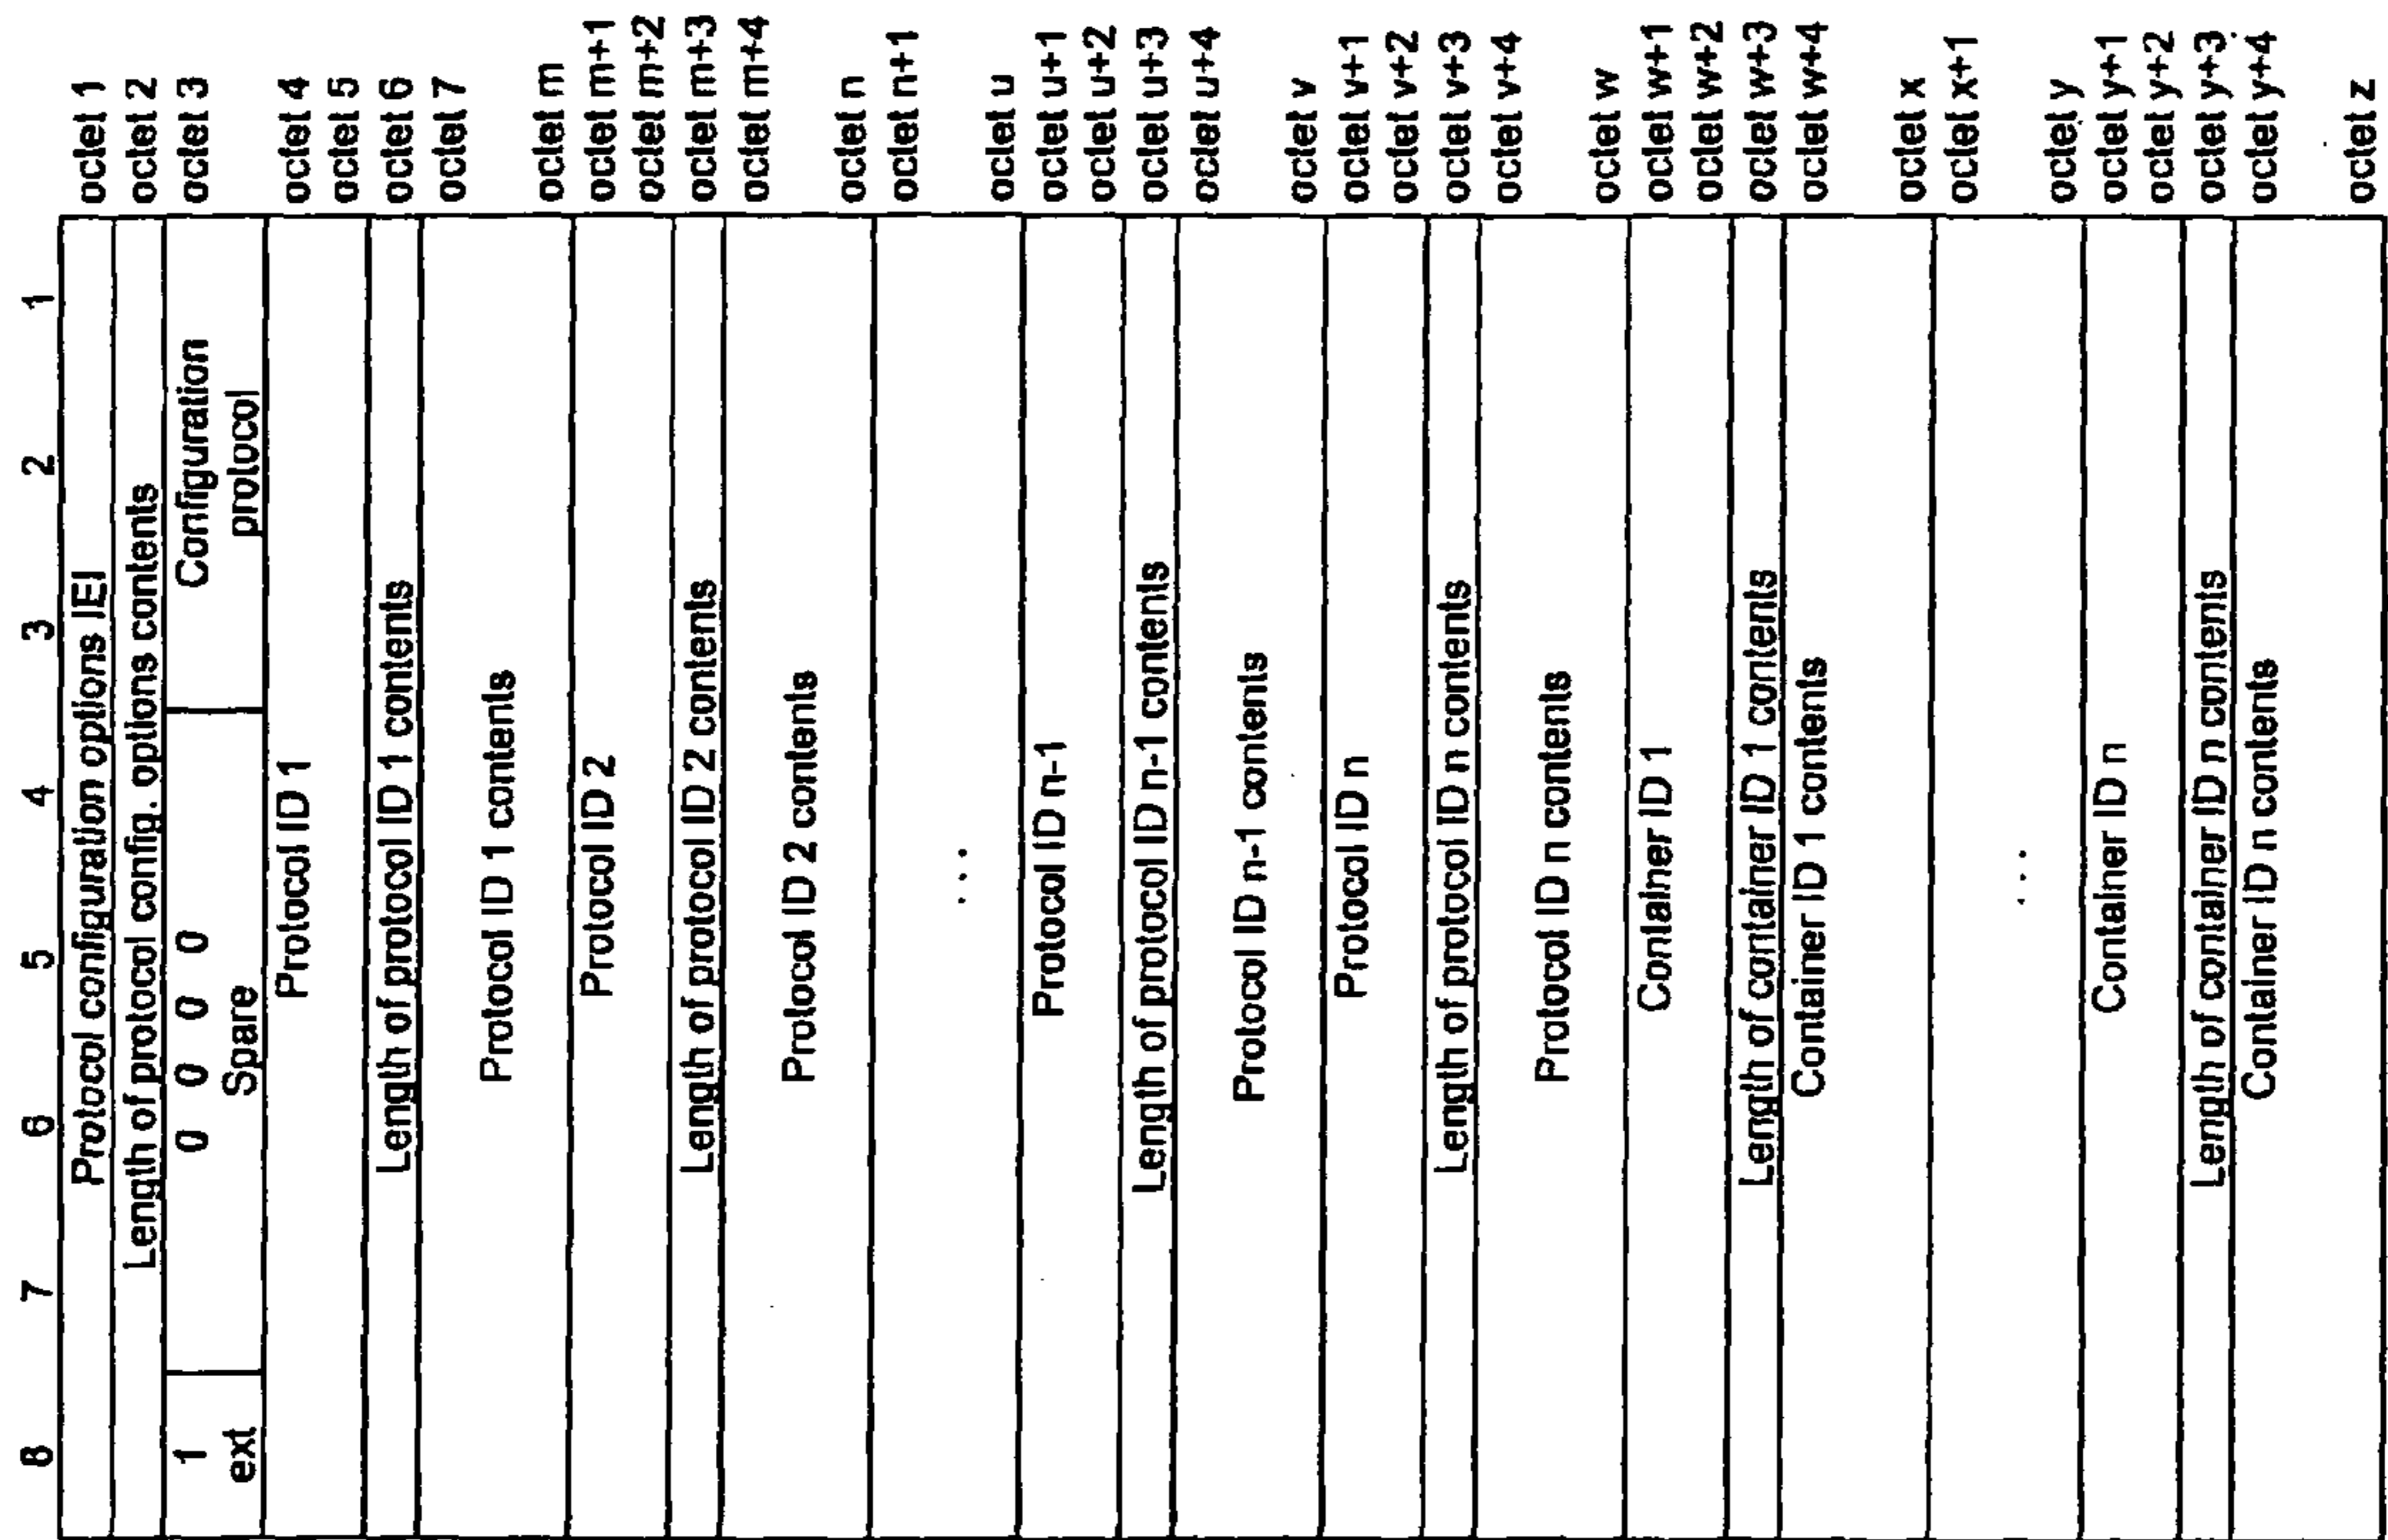 8 7 6 5 4 3 2 1
Protocol configuration options IEI octet 1
Length of protocol config. options contents octet 2
1 0 0 0 0 Configuration octet 3
ext Spare protocol
Protocol ID 1 octet 4
octet 5
Length of protocol ID 1 contents octet 6
octet 7
Protocol ID 1 contents
octet m
Protocol ID 2 octet m+1
octet m+2
Length of protocol ID 2 contents octet m+3
octet m+4
Protocol ID 2 contents
octet n
octet n+1
...
octet u
Protocol ID n-1 octet u+1
octet u+2
Length of protocol ID n-1 contents octet u+3
octet u+4
Protocol ID n-1 contents
octet v
Protocol ID n octet v+1
octet v+2
Length of protocol ID n contents octet v+3
octet v+4
Protocol ID n contents
octet w
Container ID 1 octet w+1
octet w+2
Length of container ID 1 contents octet w+3
Container ID 1 contents octet w+4
octet x
octet x+1
...
octet y
Container ID n octet y+1
octet y+2
Length of container ID n contents octet y+3
Container ID n contents octet y+4
octet z